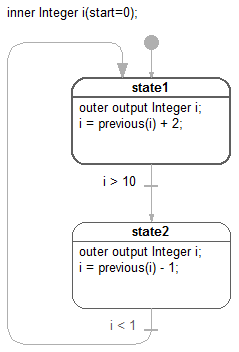 inner Integer i(start=0);
state1
outer output Integer i;
i = previous(i) + 2;
i > 10
state2
outer output Integer i;
i = previous(i) - 1;
i < 1